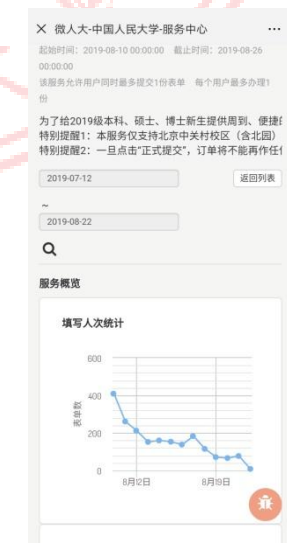 微人大-中国人民大学-服务中心
起始时间：2019-08-10 00:00:00 截止时间：2019-08-26
00:00:00
该服务允许用户同时最多提交1份表单 每个用户最多办理1
份
为了给2019级本科、硕士、博士新生提供周到、便捷的
特别提醒1：本服务仅支持北京中关村校区（含北园）
特别提醒2：一旦点击“正式提交”，订单将不能再作任何
2019-07-12
返回列表
~
2019-08-22
服务概览
填写人次统计
600
400
200
0
表单数
8月12日
8月19日